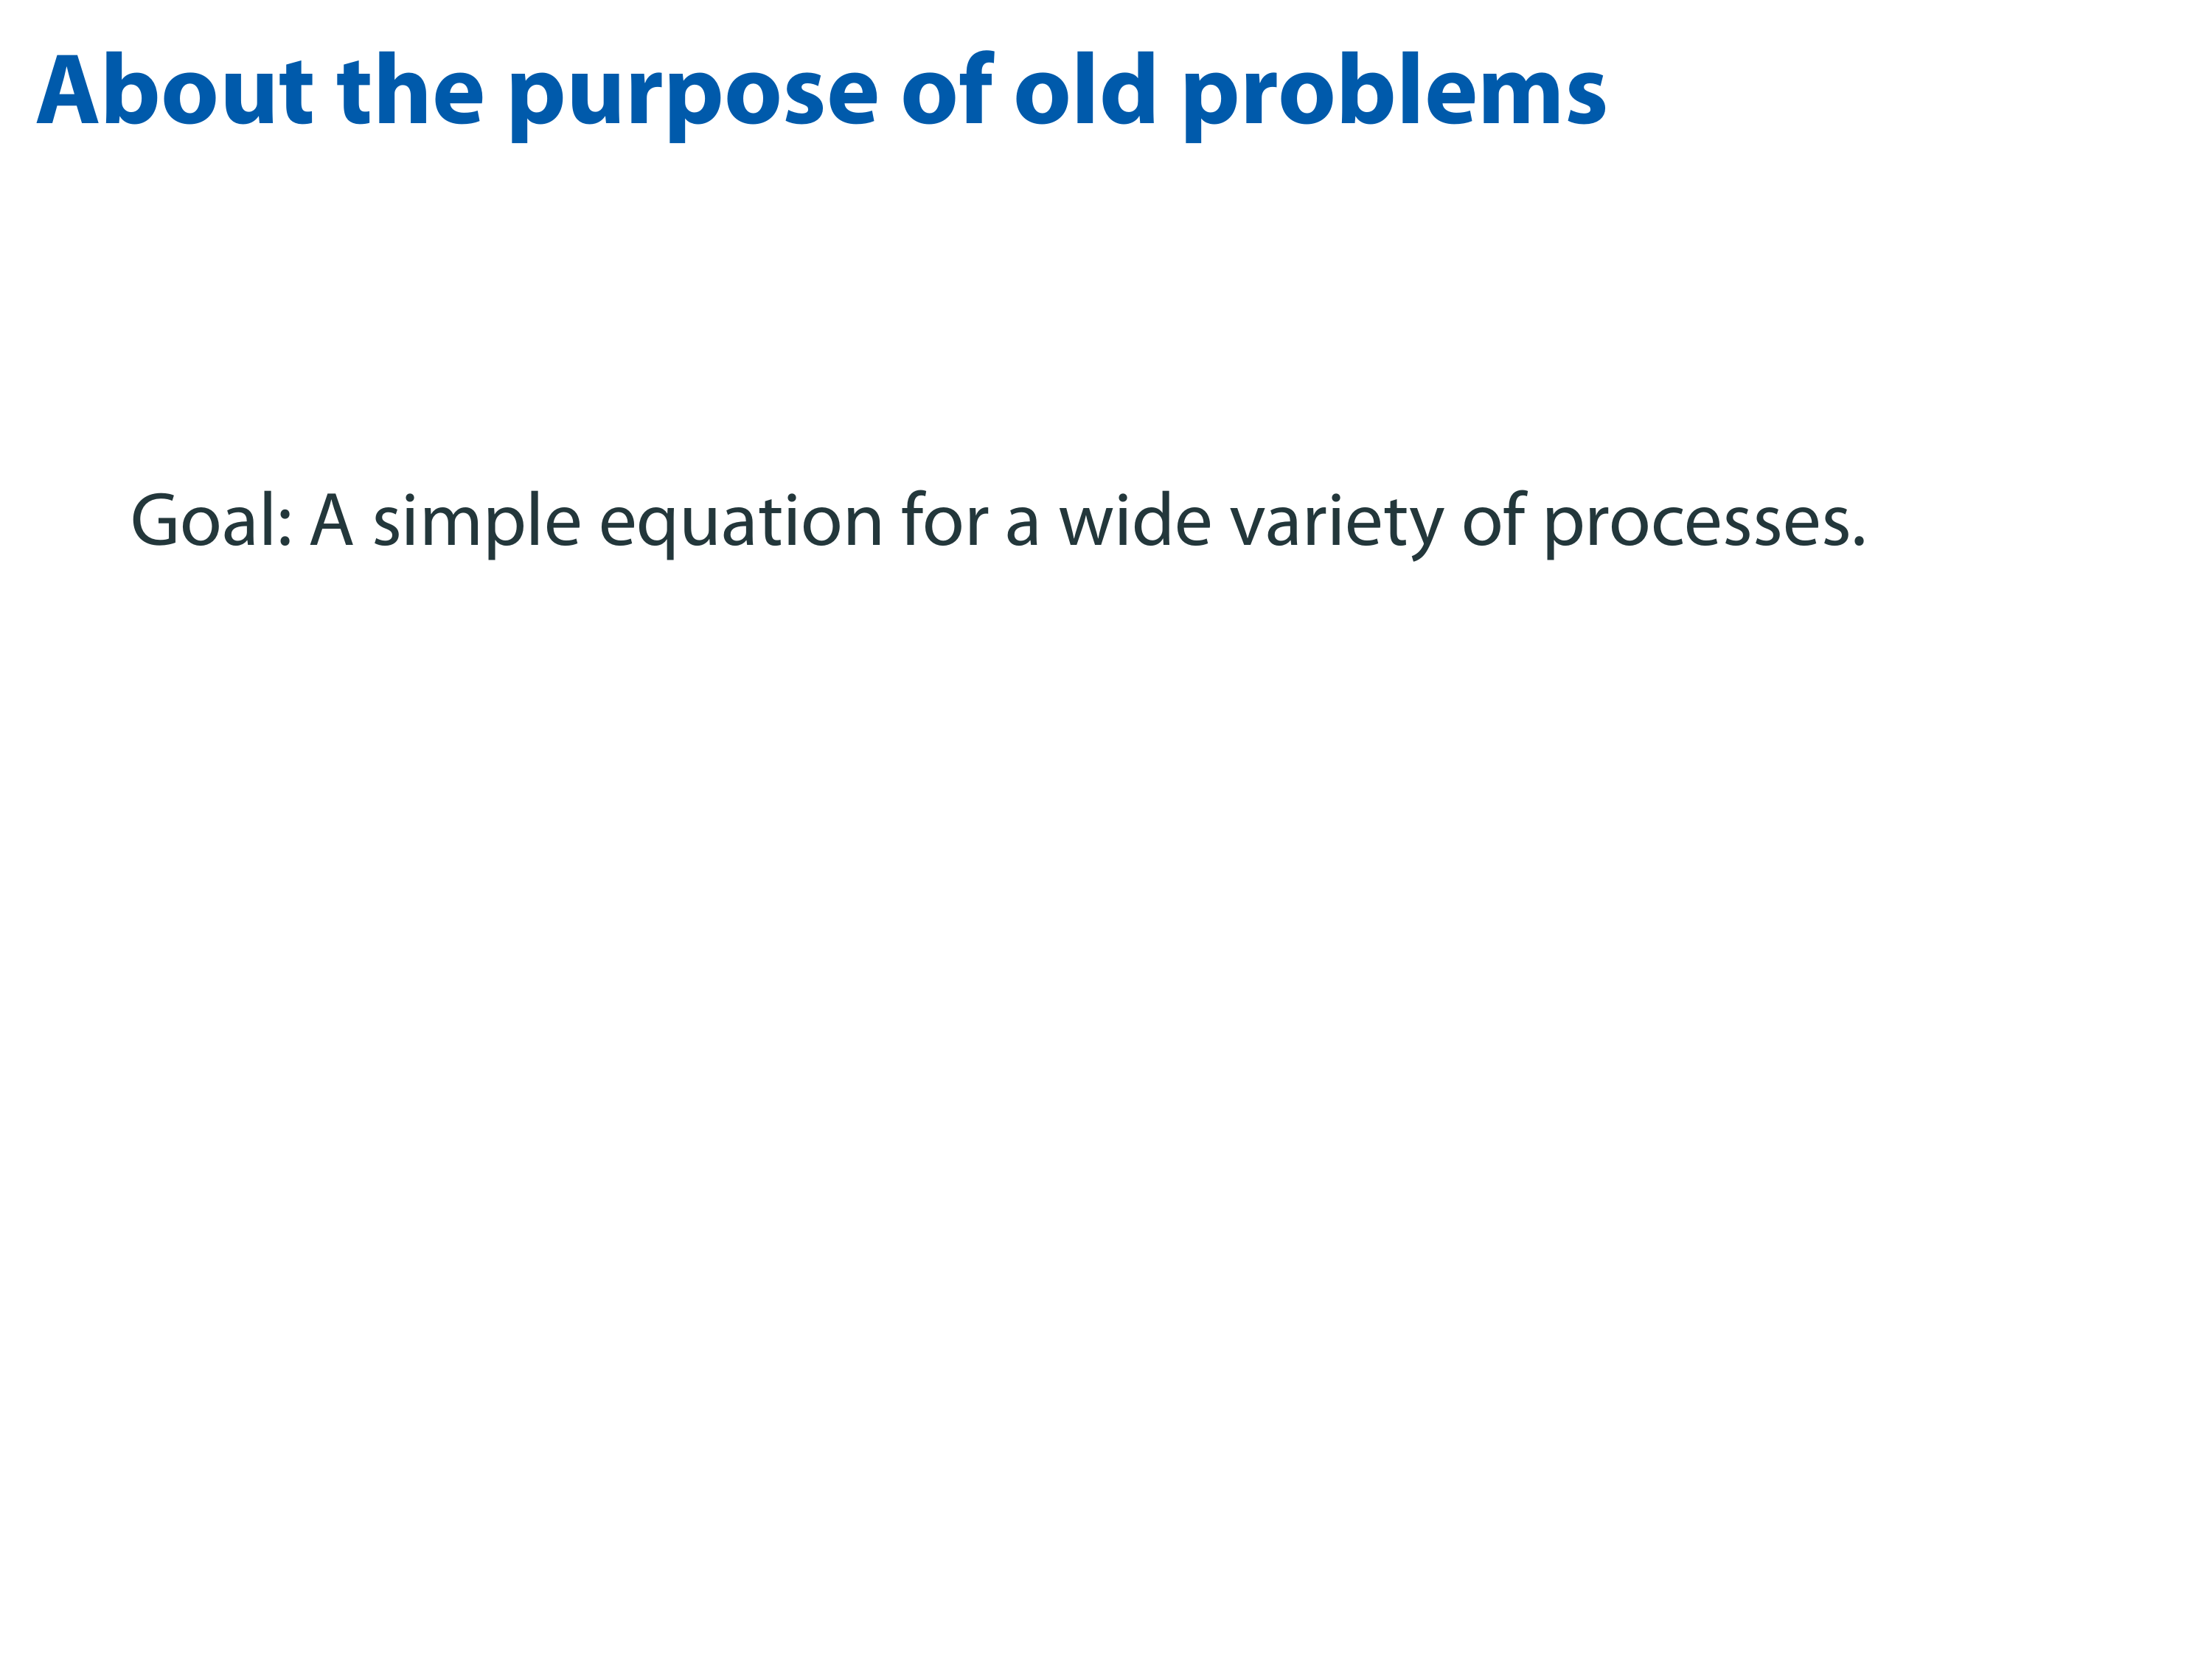 About the purpose of old problems
Goal: A simple equation for a wide variety of processes.